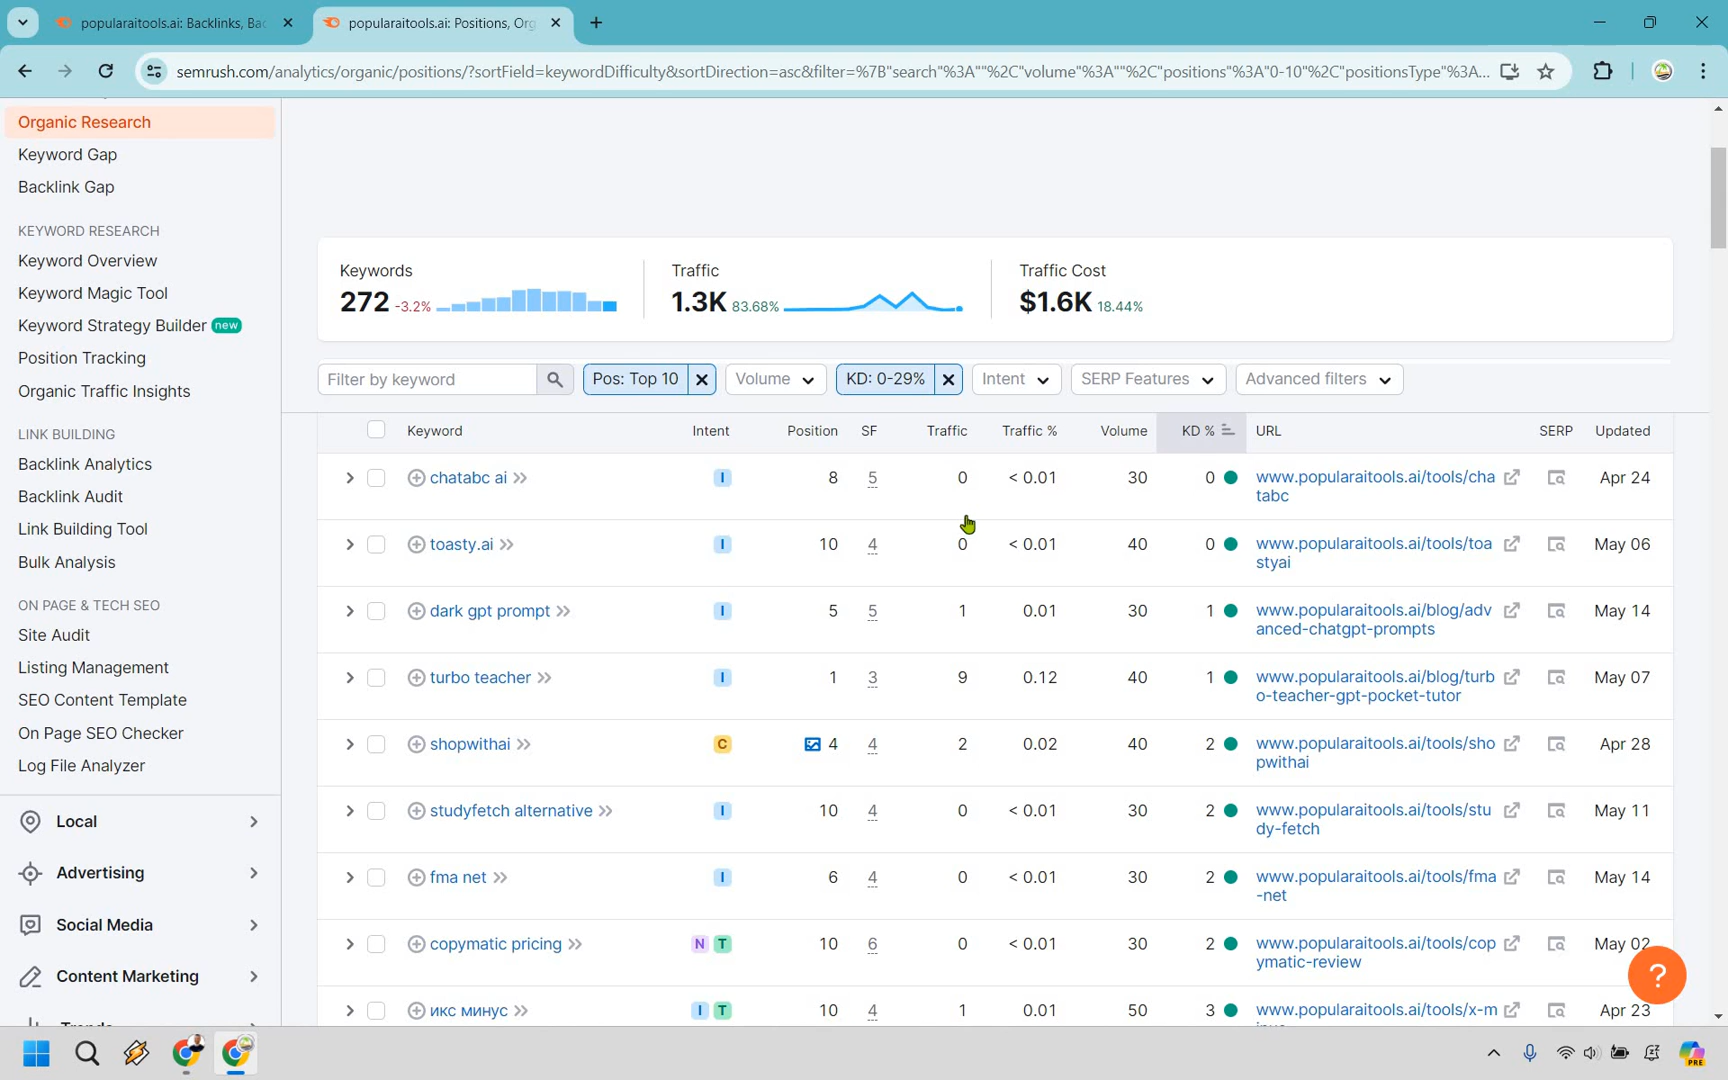 popularaitools.ai: Backlinks, Bac
popularaitools.ai: Positions, Org
semrush.com/analytics/organic/positions/?sortField=keywordDifficulty&sortDirection=asc&filter=%7B"search"%3A""%2C"volume"%3A""%2C"positions"%3A"0-10"%2C"positionsType"%3A...
Organic Research
Keyword Gap
Backlink Gap
KEYWORD RESEARCH
Keyword Overview
Keyword Magic Tool
Keyword Strategy Builder new
Position Tracking
Organic Traffic Insights
LINK BUILDING
Backlink Analytics
Backlink Audit
Link Building Tool
Bulk Analysis
ON PAGE & TECH SEO
Site Audit
Listing Management
SEO Content Template
On Page SEO Checker
Log File Analyzer
Local
Advertising
Social Media
Content Marketing
Keywords
272 -3.2%
Traffic
1.3K 83.68%
Traffic Cost
$1.6K 18.44%
Filter by keyword Pos: Top 10 Volume KD: 0-29% Intent SERP Features Advanced filters
Keyword Intent Position SF Traffic Traffic % Volume KD % URL SERP Updated
chatabc ai I 8 5 0 < 0.01 30 0 www.popularaitools.ai/tools/cha Apr 24
tabc
toasty.ai I 10 4 0 < 0.01 40 0 www.popularaitools.ai/tools/toa May 06
styai
dark gpt prompt I 5 5 1 0.01 30 1 www.popularaitools.ai/blog/adv May 14
anced-chatgpt-prompts
turbo teacher I 1 3 9 0.12 40 1 www.popularaitools.ai/blog/turb May 07
o-teacher-gpt-pocket-tutor
shopwithai C 4 4 2 0.02 40 2 www.popularaitools.ai/tools/sho Apr 28
pwithai
studyfetch alternative I 10 4 0 < 0.01 30 2 www.popularaitools.ai/tools/stu May 11
dy-fetch
fma net I 6 4 0 < 0.01 30 2 www.popularaitools.ai/tools/fma May 14
-net
copymatic pricing N T 10 6 0 < 0.01 30 2 www.popularaitools.ai/tools/cop May 02
ymatic-review
икс минус I T 10 4 1 0.01 50 3 www.popularaitools.ai/tools/x-m Apr 23
?
PRE